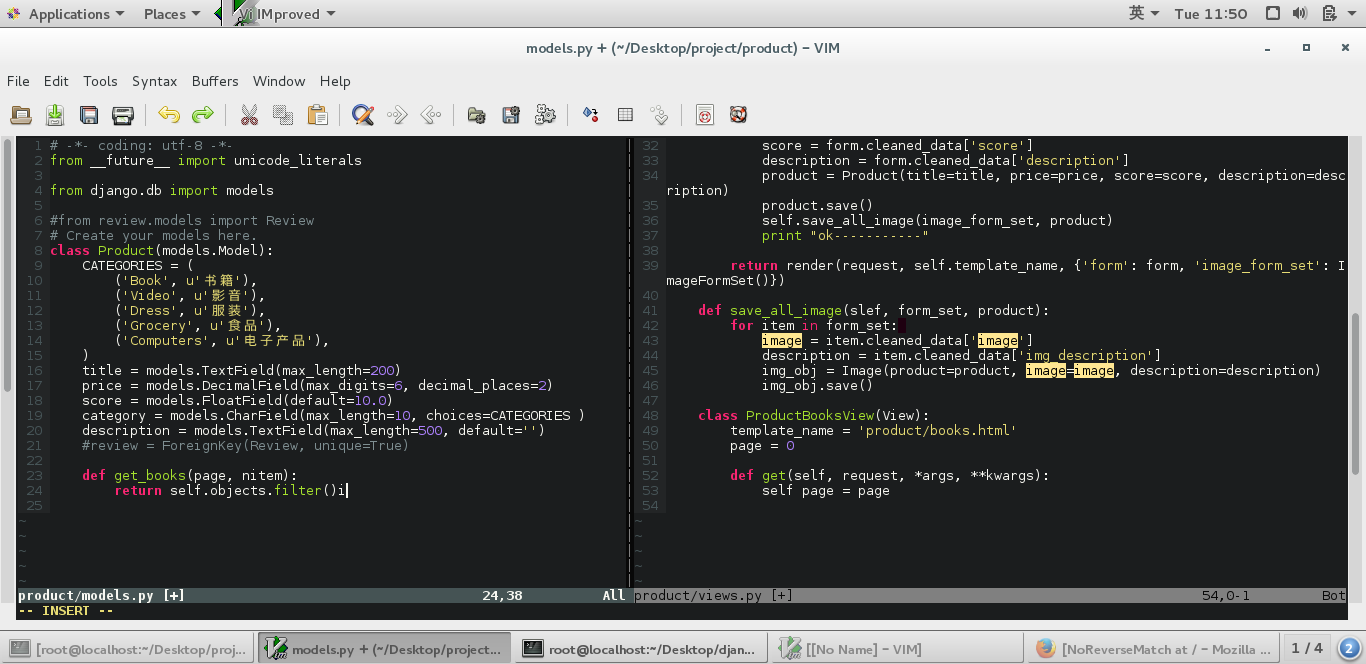 Applications Places Vi IMproved 英 Tue 11:50
models.py + (~/Desktop/project/product) - VIM
File Edit Tools Syntax Buffers Window Help
1 # -*- coding: utf-8 -*-
2 from __future__ import unicode_literals
3
4 from django.db import models
5
6 #from review.models import Review
7 # Create your models here.
8 class Product(models.Model):
9 CATEGORIES = (
10 ('Book', u'书籍'),
11 ('Video', u'影音'),
12 ('Dress', u'服装'),
13 ('Grocery', u'食品'),
14 ('Computers', u'电子产品'),
15 )
16 title = models.TextField(max_length=200)
17 price = models.DecimalField(max_digits=6, decimal_places=2)
18 score = models.FloatField(default=10.0)
19 category = models.CharField(max_length=10, choices=CATEGORIES )
20 description = models.TextField(max_length=500, default='')
21 #review = ForeignKey(Review, unique=True)
22
23 def get_books(page, nitem):
24 return self.objects.filter()i
25
~
~
~
~
~
product/models.py [+] 24,38 All
-- INSERT --
32 score = form.cleaned_data['score']
33 description = form.cleaned_data['description']
34 product = Product(title=title, price=price, score=score, description=desc
ription)
35 product.save()
36 self.save_all_image(image_form_set, product)
37 print "ok-----------"
38
39 return render(request, self.template_name, {'form': form, 'image_form_set': I
mageFormSet()})
40
41 def save_all_image(slef, form_set, product):
42 for item in form_set:
43 image = item.cleaned_data['image']
44 description = item.cleaned_data['img_description']
45 img_obj = Image(product=product, image=image, description=description)
46 img_obj.save()
47
48 class ProductBooksView(View):
49 template_name = 'product/books.html'
50 page = 0
51
52 def get(self, request, *args, **kwargs):
53 self page = page
54
~
~
~
~
~
product/views.py [+] 54,0-1 Bot
[root@localhost:~/Desktop/proj... models.py + (~/Desktop/project... root@localhost:~/Desktop/djan... [[No Name] - VIM] [NoReverseMatch at / - Mozilla ... 1 / 4 2